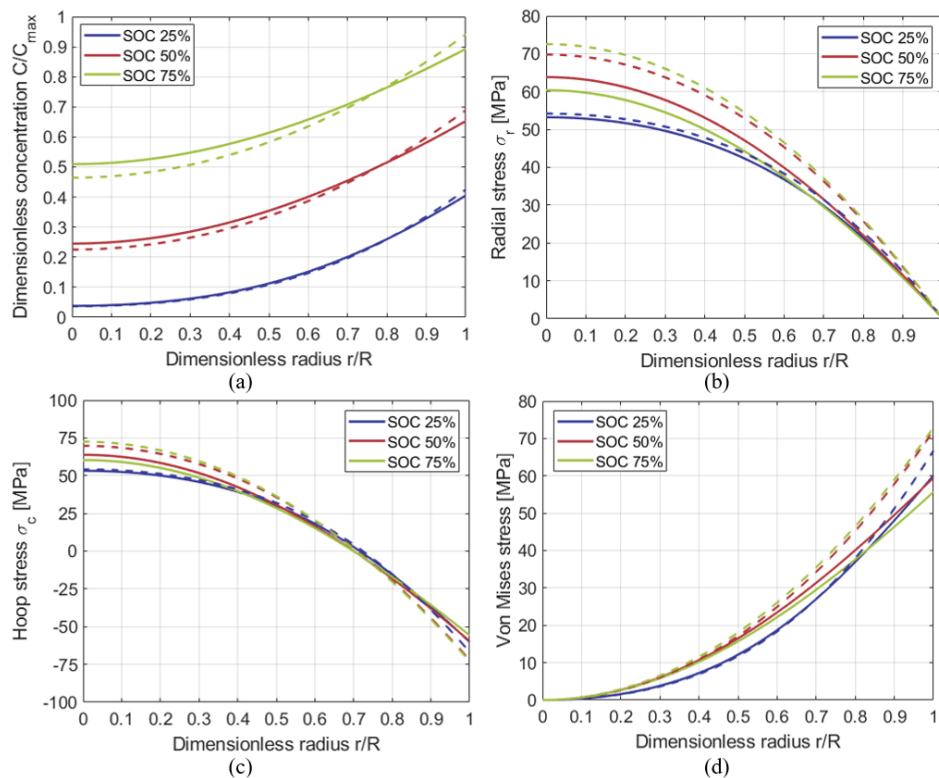 1
0.9
0.8
0.7
0.6
0.5
0.4
0.3
0.2
0.1
0
Dimensionless concentration C/C_max
SOC 25%
SOC 50%
SOC 75%
0 0.1 0.2 0.3 0.4 0.5 0.6 0.7 0.8 0.9 1
Dimensionless radius r/R
(a)
80
70
60
50
40
30
20
10
0
Radial stress σ_r [MPa]
SOC 25%
SOC 50%
SOC 75%
0 0.1 0.2 0.3 0.4 0.5 0.6 0.7 0.8 0.9
Dimensionless radius r/R
(b)
100
75
50
25
0
-25
-50
-75
-100
Hoop stress σ_c [MPa]
SOC 25%
SOC 50%
SOC 75%
0 0.1 0.2 0.3 0.4 0.5 0.6 0.7 0.8 0.9 1
Dimensionless radius r/R
(c)
80
70
60
50
40
30
20
10
0
Von Mises stress [MPa]
SOC 25%
SOC 50%
SOC 75%
0 0.1 0.2 0.3 0.4 0.5 0.6 0.7 0.8 0.9 1
Dimensionless radius r/R
(d)